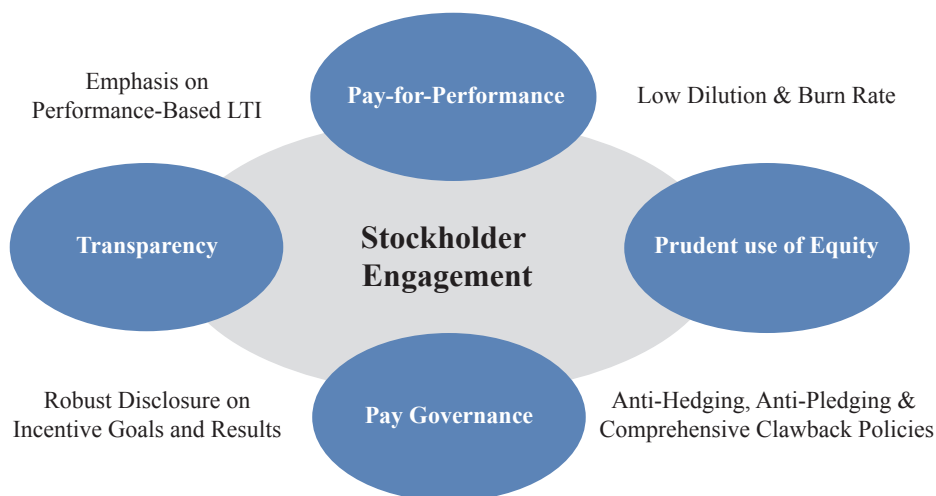 Emphasis on
Performance-Based LTI
Pay-for-Performance
Low Dilution & Burn Rate
Transparency
Stockholder
Engagement
Prudent use of Equity
Robust Disclosure on
Incentive Goals and Results
Pay Governance
Anti-Hedging, Anti-Pledging &
Comprehensive Clawback Policies